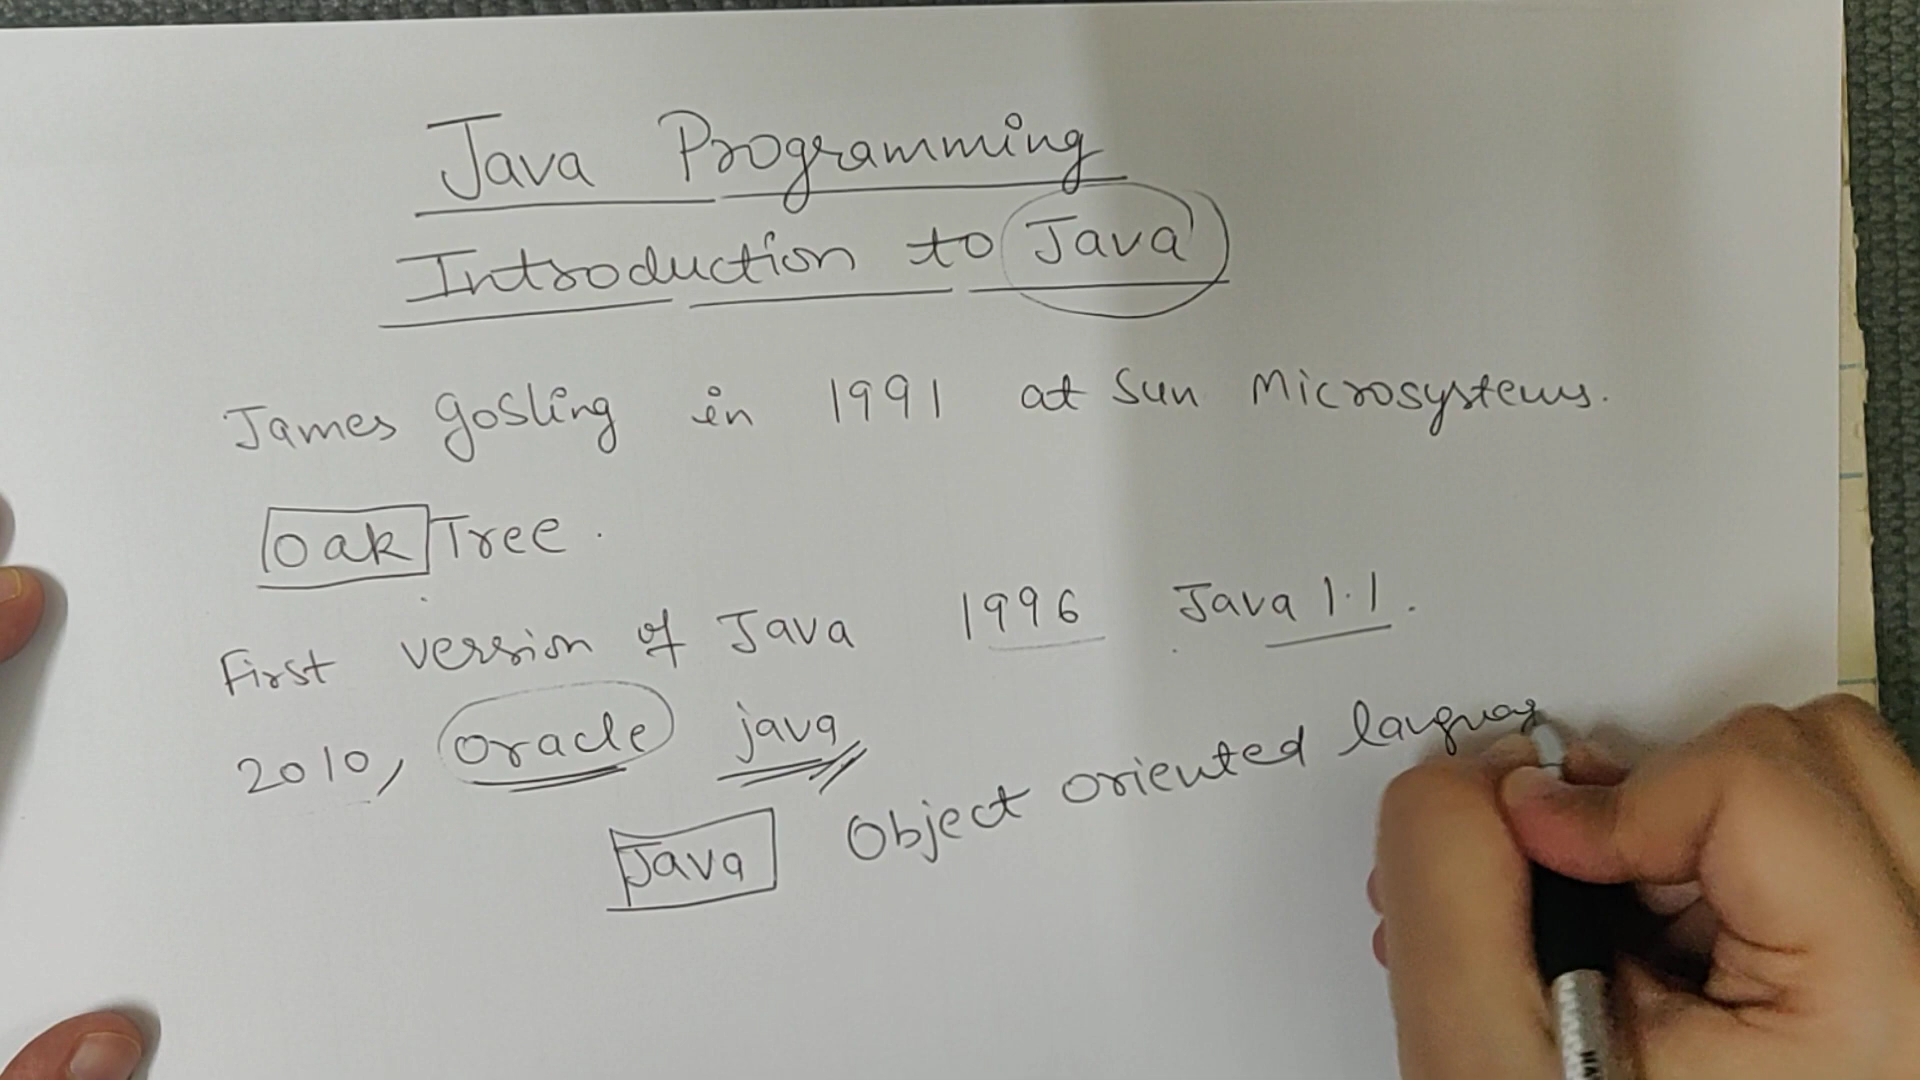 Java Programming
Introduction to Java
James Gosling in 1991 at Sun Microsystems.
Oak Tree.
First version of Java 1996 Java 1.1.
2010, Oracle java
Java Object oriented languag